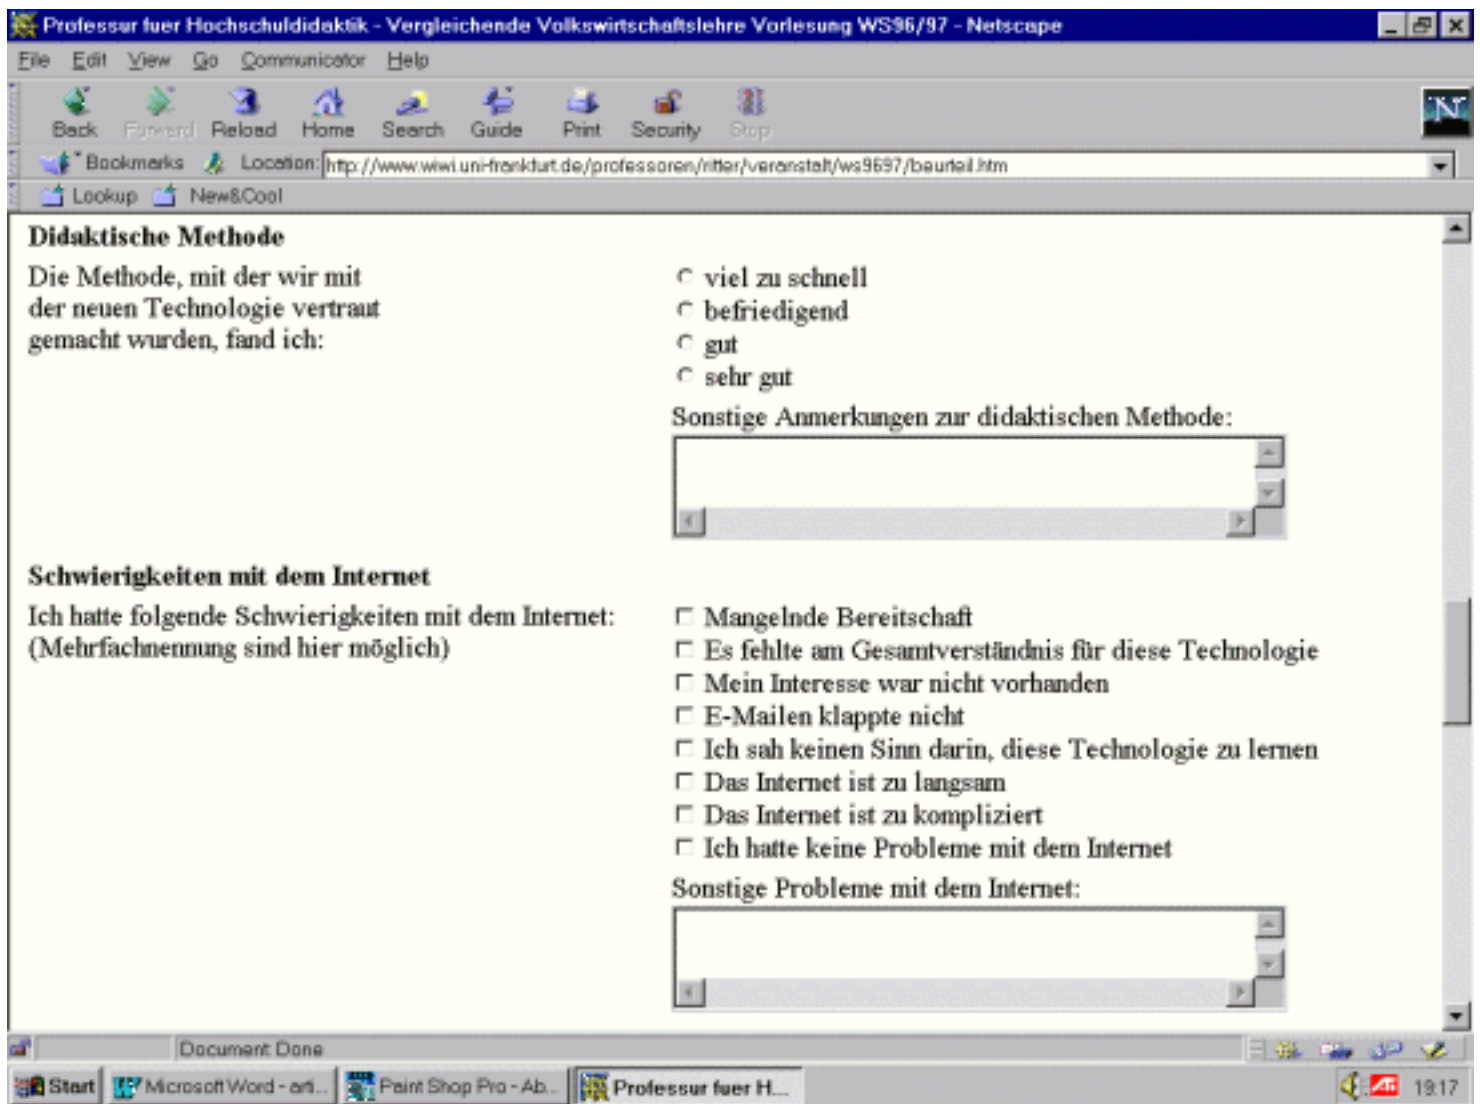 Professur fuer Hochschuldidaktik - Vergleichende Volkswirtschaftslehre Vorlesung WS96/97 - Netscape
File Edit View Go Communicator Help
Back Forward Reload Home Search Guide Print Security Stop
N
Bookmarks Location: http://www.wiwi.uni-frankfurt.de/professoren/ritter/veranstalt/ws9697/beurteil.htm
Lookup New&Cool
Didaktische Methode
Die Methode, mit der wir mit
der neuen Technologie vertraut
gemacht wurden, fand ich:
viel zu schnell
befriedigend
gut
sehr gut
Sonstige Anmerkungen zur didaktischen Methode:
Schwierigkeiten mit dem Internet
Ich hatte folgende Schwierigkeiten mit dem Internet:
(Mehrfachnennung sind hier möglich)
Mangelnde Bereitschaft
Es fehlte am Gesamtverständnis für diese Technologie
Mein Interesse war nicht vorhanden
E-Mailen klappte nicht
Ich sah keinen Sinn darin, diese Technologie zu lernen
Das Internet ist zu langsam
Das Internet ist zu kompliziert
Ich hatte keine Probleme mit dem Internet
Sonstige Probleme mit dem Internet:
Document: Done
Start Microsoft Word - arti... Paint Shop Pro - Ab... Professur fuer H... ATI 19:17